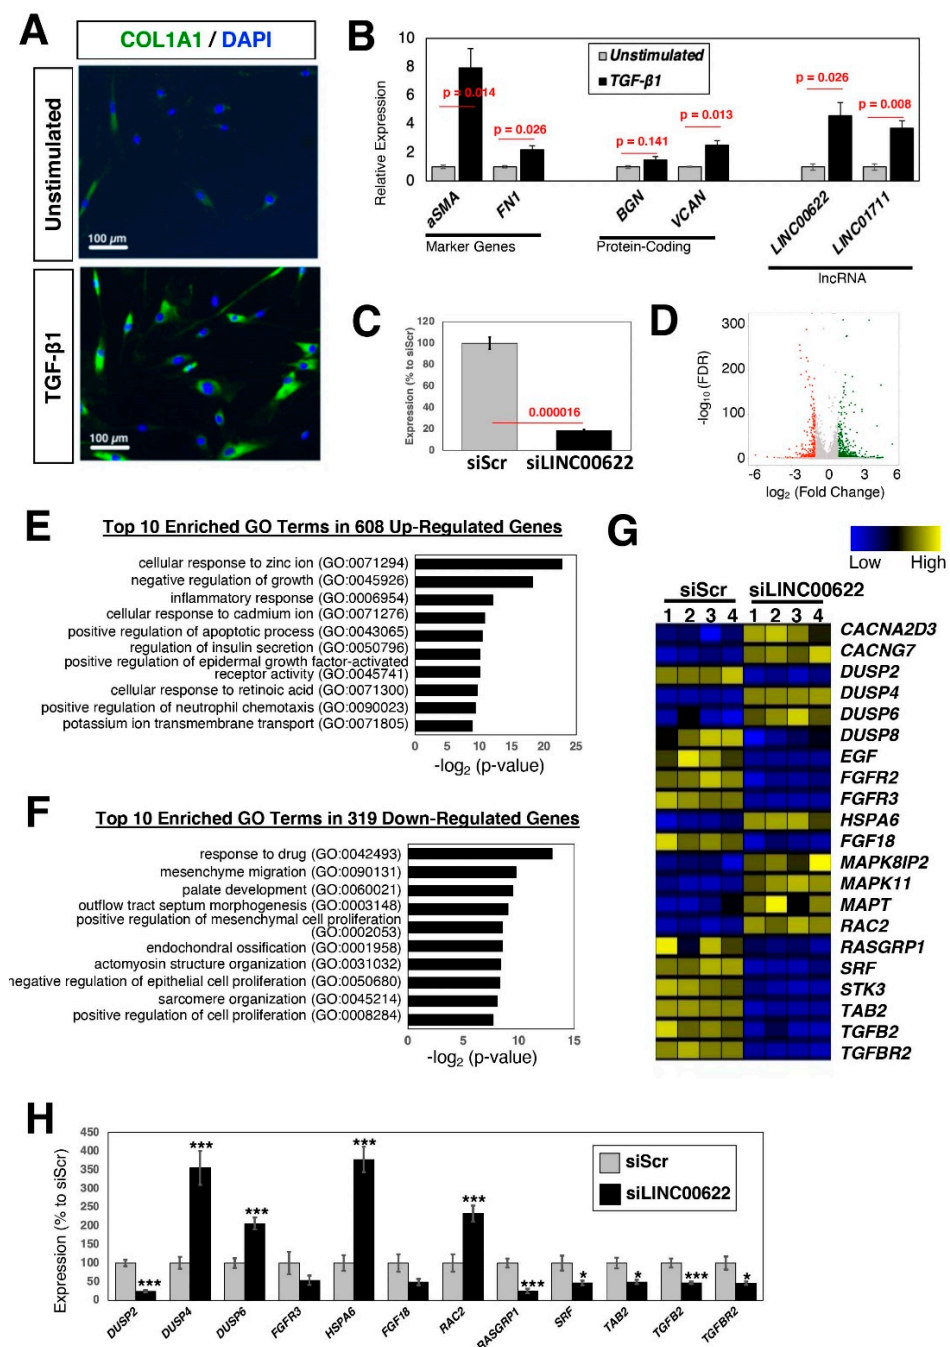 A
COL1A1 / DAPI
Unstimulated
100 µm
TGF-β1
100 µm
B
Relative Expression
10
8
6
4
2
0
Unstimulated
TGF-β1
p = 0.014
p = 0.026
p = 0.141
p = 0.013
p = 0.026
p = 0.008
aSMA
FN1
BGN
VCAN
LINC00622
LINC01711
Marker Genes
Protein-Coding
lncRNA
C
Expression (% to siScr)
120
100
80
60
40
20
0
0.000016
siScr
siLINC00622
D
-log10 (FDR)
300
200
100
0
-6
-3
0
3
6
log2 (Fold Change)
E
Top 10 Enriched GO Terms in 608 Up-Regulated Genes
cellular response to zinc ion (GO:0071294)
negative regulation of growth (GO:0045926)
inflammatory response (GO:0006954)
cellular response to cadmium ion (GO:0071276)
positive regulation of apoptotic process (GO:0043065)
regulation of insulin secretion (GO:0050796)
positive regulation of epidermal growth factor-activated
receptor activity (GO:0045741)
cellular response to retinoic acid (GO:0071300)
positive regulation of neutrophil chemotaxis (GO:0090023)
potassium ion transmembrane transport (GO:0071805)
0 5 10 15 20 25
-log2 (p-value)
F
Top 10 Enriched GO Terms in 319 Down-Regulated Genes
response to drug (GO:0042493)
mesenchyme migration (GO:0090131)
palate development (GO:0060021)
outflow tract septum morphogenesis (GO:0003148)
positive regulation of mesenchymal cell proliferation
(GO:0002053)
endochondral ossification (GO:0001958)
actomyosin structure organization (GO:0031032)
negative regulation of epithelial cell proliferation (GO:0050680)
sarcomere organization (GO:0045214)
positive regulation of cell proliferation (GO:0008284)
0 5 10 15
-log2 (p-value)
G
Low High
siScr siLINC00622
1 2 3 4 1 2 3 4
CACNA2D3
CACNG7
DUSP2
DUSP4
DUSP6
DUSP8
EGF
FGFR2
FGFR3
HSPA6
FGF18
MAPK8IP2
MAPK11
MAPT
RAC2
RASGRP1
SRF
STK3
TAB2
TGFB2
TGFBR2
H
Expression (% to siScr)
450
400
350
300
250
200
150
100
50
0
siScr
siLINC00622
***
***
***
***
***
***
*
*
***
*
DUSP2
DUSP4
DUSP6
FGFR3
HSPA6
FGF18
RAC2
RASGRP1
SRF
TAB2
TGFB2
TGFBR2